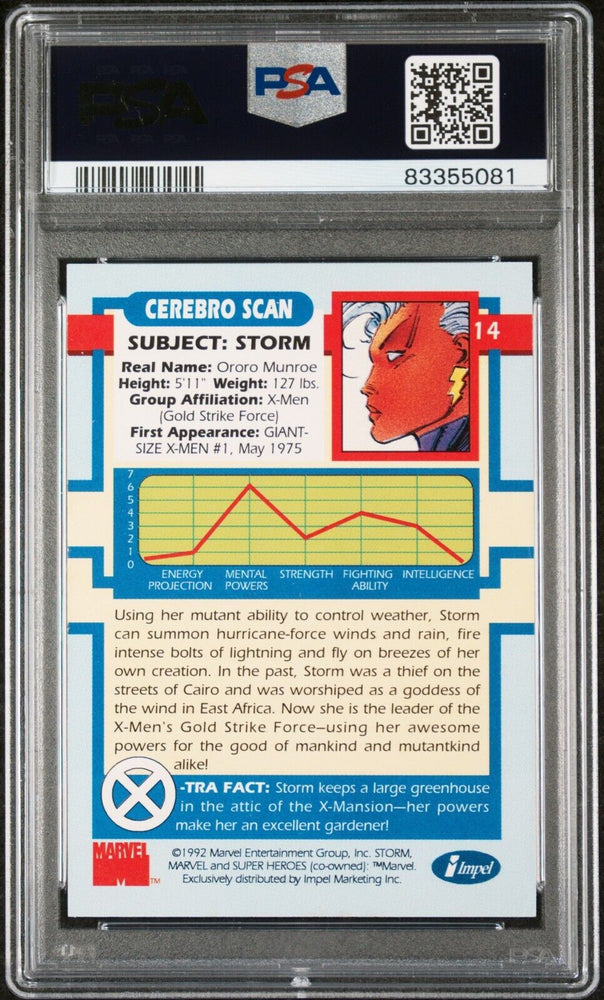 PSA
PSA
83355081
CEREBRO SCAN
SUBJECT: STORM
14
Real Name: Ororo Munroe
Height: 5'11" Weight: 127 lbs.
Group Affiliation: X-Men
(Gold Strike Force)
First Appearance: GIANT-
SIZE X-MEN #1, May 1975
7
6
5
4
3
2
1
0
ENERGY PROJECTION
MENTAL POWERS
STRENGTH
FIGHTING ABILITY
INTELLIGENCE
Using her mutant ability to control weather, Storm
can summon hurricane-force winds and rain, fire
intense bolts of lightning and fly on breezes of her
own creation. In the past, Storm was a thief on the
streets of Cairo and was worshiped as a goddess of
the wind in East Africa. Now she is the leader of the
X-Men's Gold Strike Force—using her awesome
powers for the good of mankind and mutantkind
alike!
X-TRA FACT: Storm keeps a large greenhouse
in the attic of the X-Mansion—her powers
make her an excellent gardener!
MARVEL
M
TM
©1992 Marvel Entertainment Group, Inc. STORM,
MARVEL and SUPER HEROES (co-owned): ™Marvel.
Exclusively distributed by Impel Marketing Inc.
i Impel
PSA